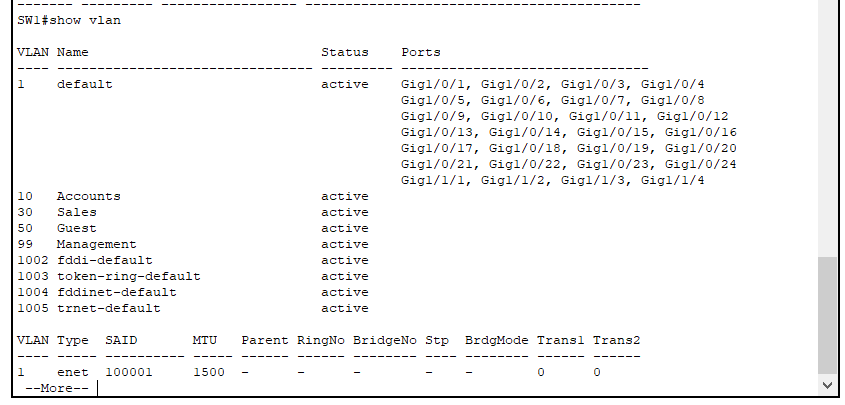 ------- --------- ----------------- ------------------------------------------
SW1#show vlan
VLAN Name                             Status    Ports
---- -------------------------------- --------- -------------------------------
1    default                          active    Gig1/0/1, Gig1/0/2, Gig1/0/3, Gig1/0/4
                                                Gig1/0/5, Gig1/0/6, Gig1/0/7, Gig1/0/8
                                                Gig1/0/9, Gig1/0/10, Gig1/0/11, Gig1/0/12
                                                Gig1/0/13, Gig1/0/14, Gig1/0/15, Gig1/0/16
                                                Gig1/0/17, Gig1/0/18, Gig1/0/19, Gig1/0/20
                                                Gig1/0/21, Gig1/0/22, Gig1/0/23, Gig1/0/24
                                                Gig1/1/1, Gig1/1/2, Gig1/1/3, Gig1/1/4
10   Accounts                         active
30   Sales                            active
50   Guest                            active
99   Management                       active
1002 fddi-default                     active
1003 token-ring-default               active
1004 fddinet-default                  active
1005 trnet-default                    active
VLAN Type  SAID       MTU   Parent RingNo BridgeNo Stp  BrdgMode Trans1 Trans2
---- ----- ---------- ----- ------ ------ -------- ---- -------- ------ ------
1    enet  100001     1500  -      -      -        -    -        0      0
 --More--